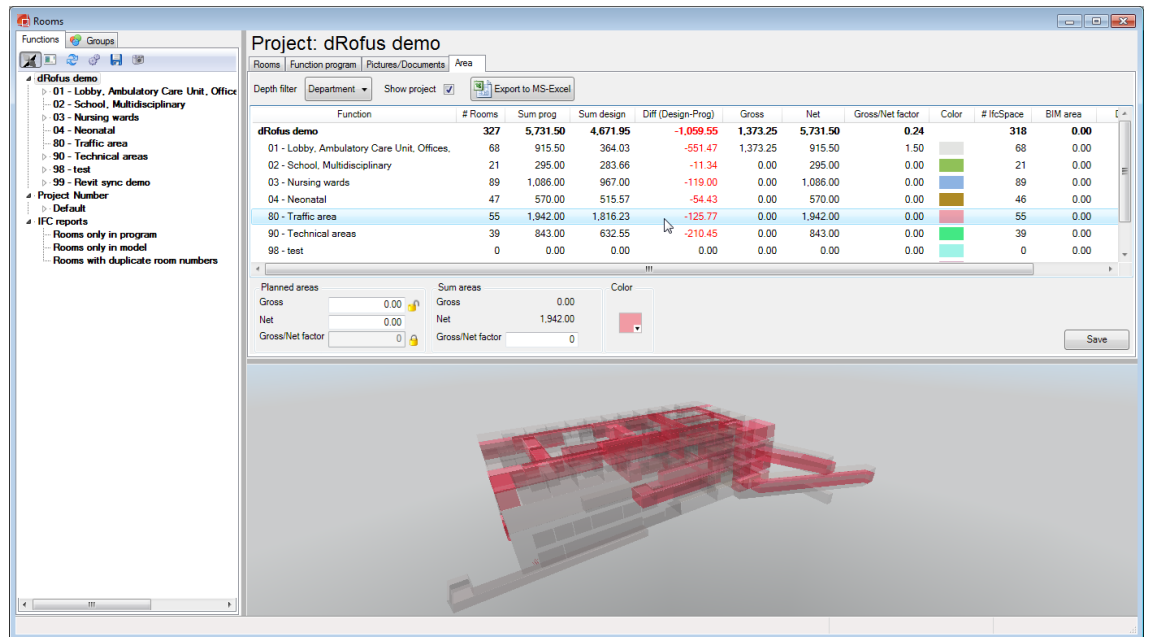 Rooms
Functions Groups
dRofus demo
01 - Lobby, Ambulatory Care Unit, Office
02 - School, Multidisciplinary
03 - Nursing wards
04 - Neonatal
80 - Traffic area
90 - Technical areas
98 - test
99 - Revit sync demo
Project Number
Default
IFC reports
Rooms only in program
Rooms only in model
Rooms with duplicate room numbers
Project: dRofus demo
Rooms Function program Pictures/Documents Area
Depth filter Department Show project Export to MS-Excel
Function # Rooms Sum prog Sum design Diff (Design-Prog) Gross Net Gross/Net factor Color # IfcSpace BIM area
dRofus demo 327 5,731.50 4,671.95 -1,059.55 1,373.25 5,731.50 0.24 318 0.00
01 - Lobby, Ambulatory Care Unit, Offices, 68 915.50 364.03 -551.47 1,373.25 915.50 1.50 68 0.00
02 - School, Multidisciplinary 21 295.00 283.66 -11.34 0.00 295.00 0.00 21 0.00
03 - Nursing wards 89 1,086.00 967.00 -119.00 0.00 1,086.00 0.00 89 0.00
04 - Neonatal 47 570.00 515.57 -54.43 0.00 570.00 0.00 46 0.00
80 - Traffic area 55 1,942.00 1,816.23 -125.77 0.00 1,942.00 0.00 55 0.00
90 - Technical areas 39 843.00 632.55 -210.45 0.00 843.00 0.00 39 0.00
98 - test 0 0.00 0.00 0.00 0.00 0.00 0.00 0 0.00
Planned areas Sum areas Color
Gross 0.00 Gross 0.00
Net 0.00 Net 1,942.00
Gross/Net factor 0 Gross/Net factor 0
Save